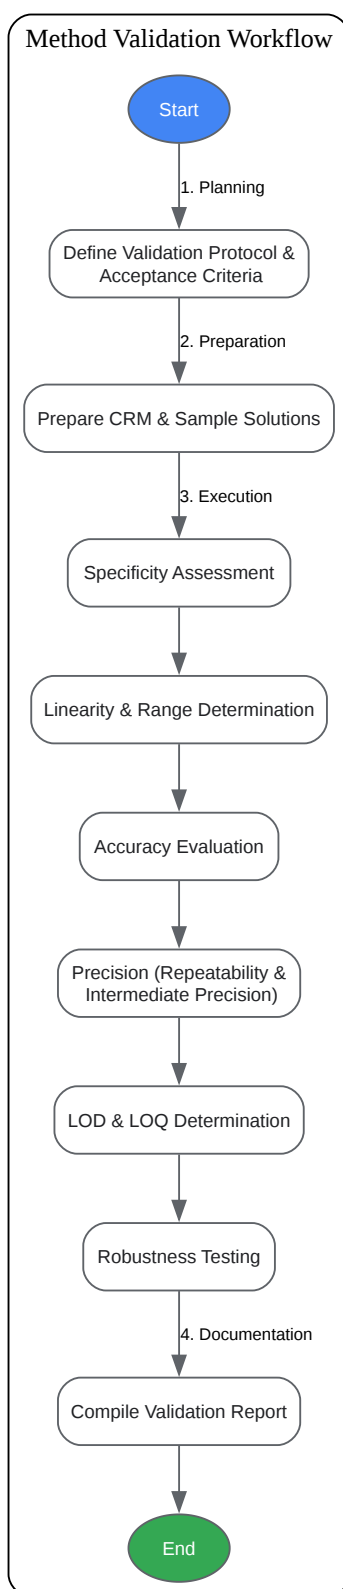 Method Validation Workflow
Start
1. Planning
Define Validation Protocol &
Acceptance Criteria
2. Preparation
Prepare CRM & Sample Solutions
3. Execution
Specificity Assessment
Linearity & Range Determination
Accuracy Evaluation
Precision (Repeatability &
Intermediate Precision)
LOD & LOQ Determination
Robustness Testing
4. Documentation
Compile Validation Report
End